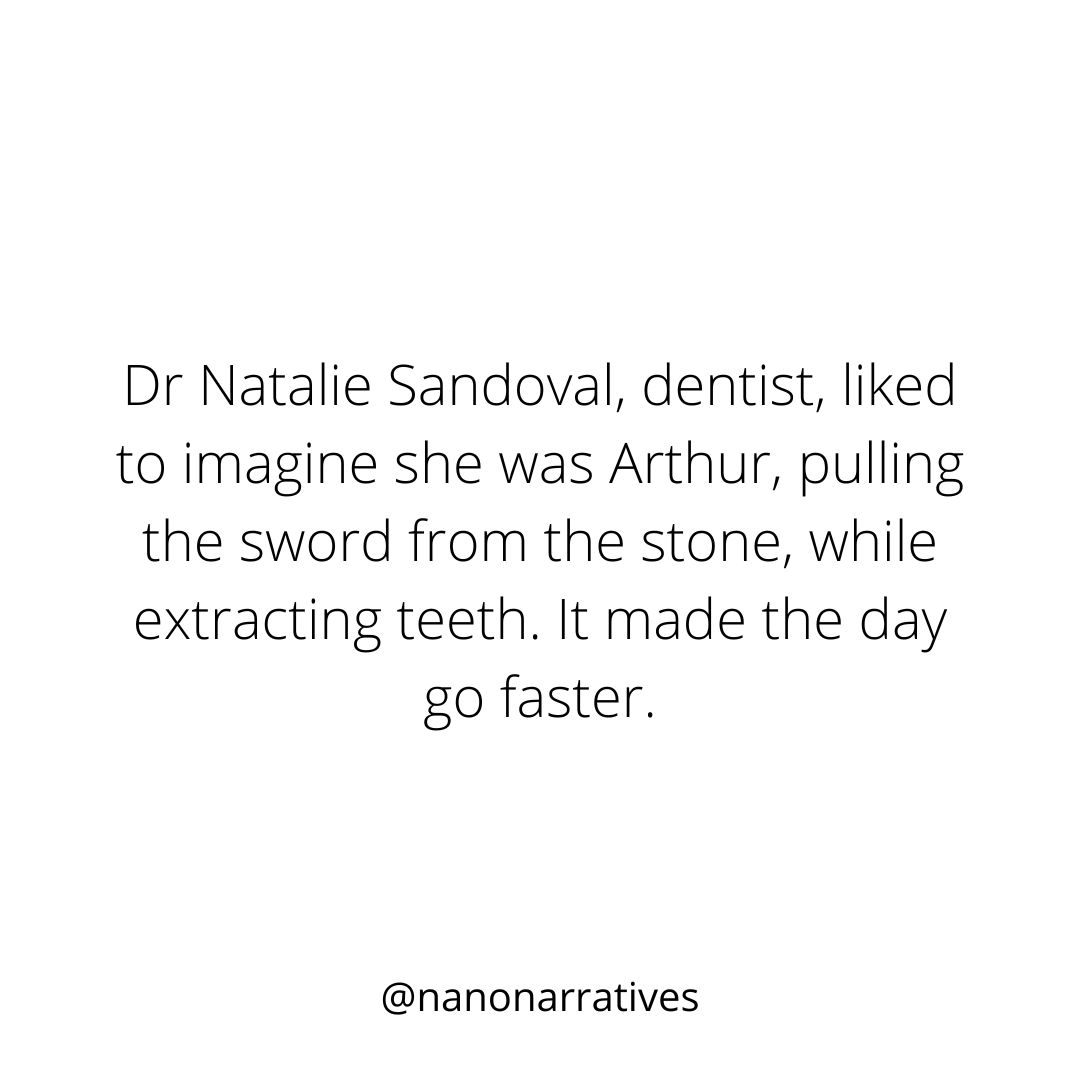 Dr Natalie Sandoval, dentist, liked
to imagine she was Arthur, pulling
the sword from the stone, while
extracting teeth. It made the day
go faster.
@nanonarratives